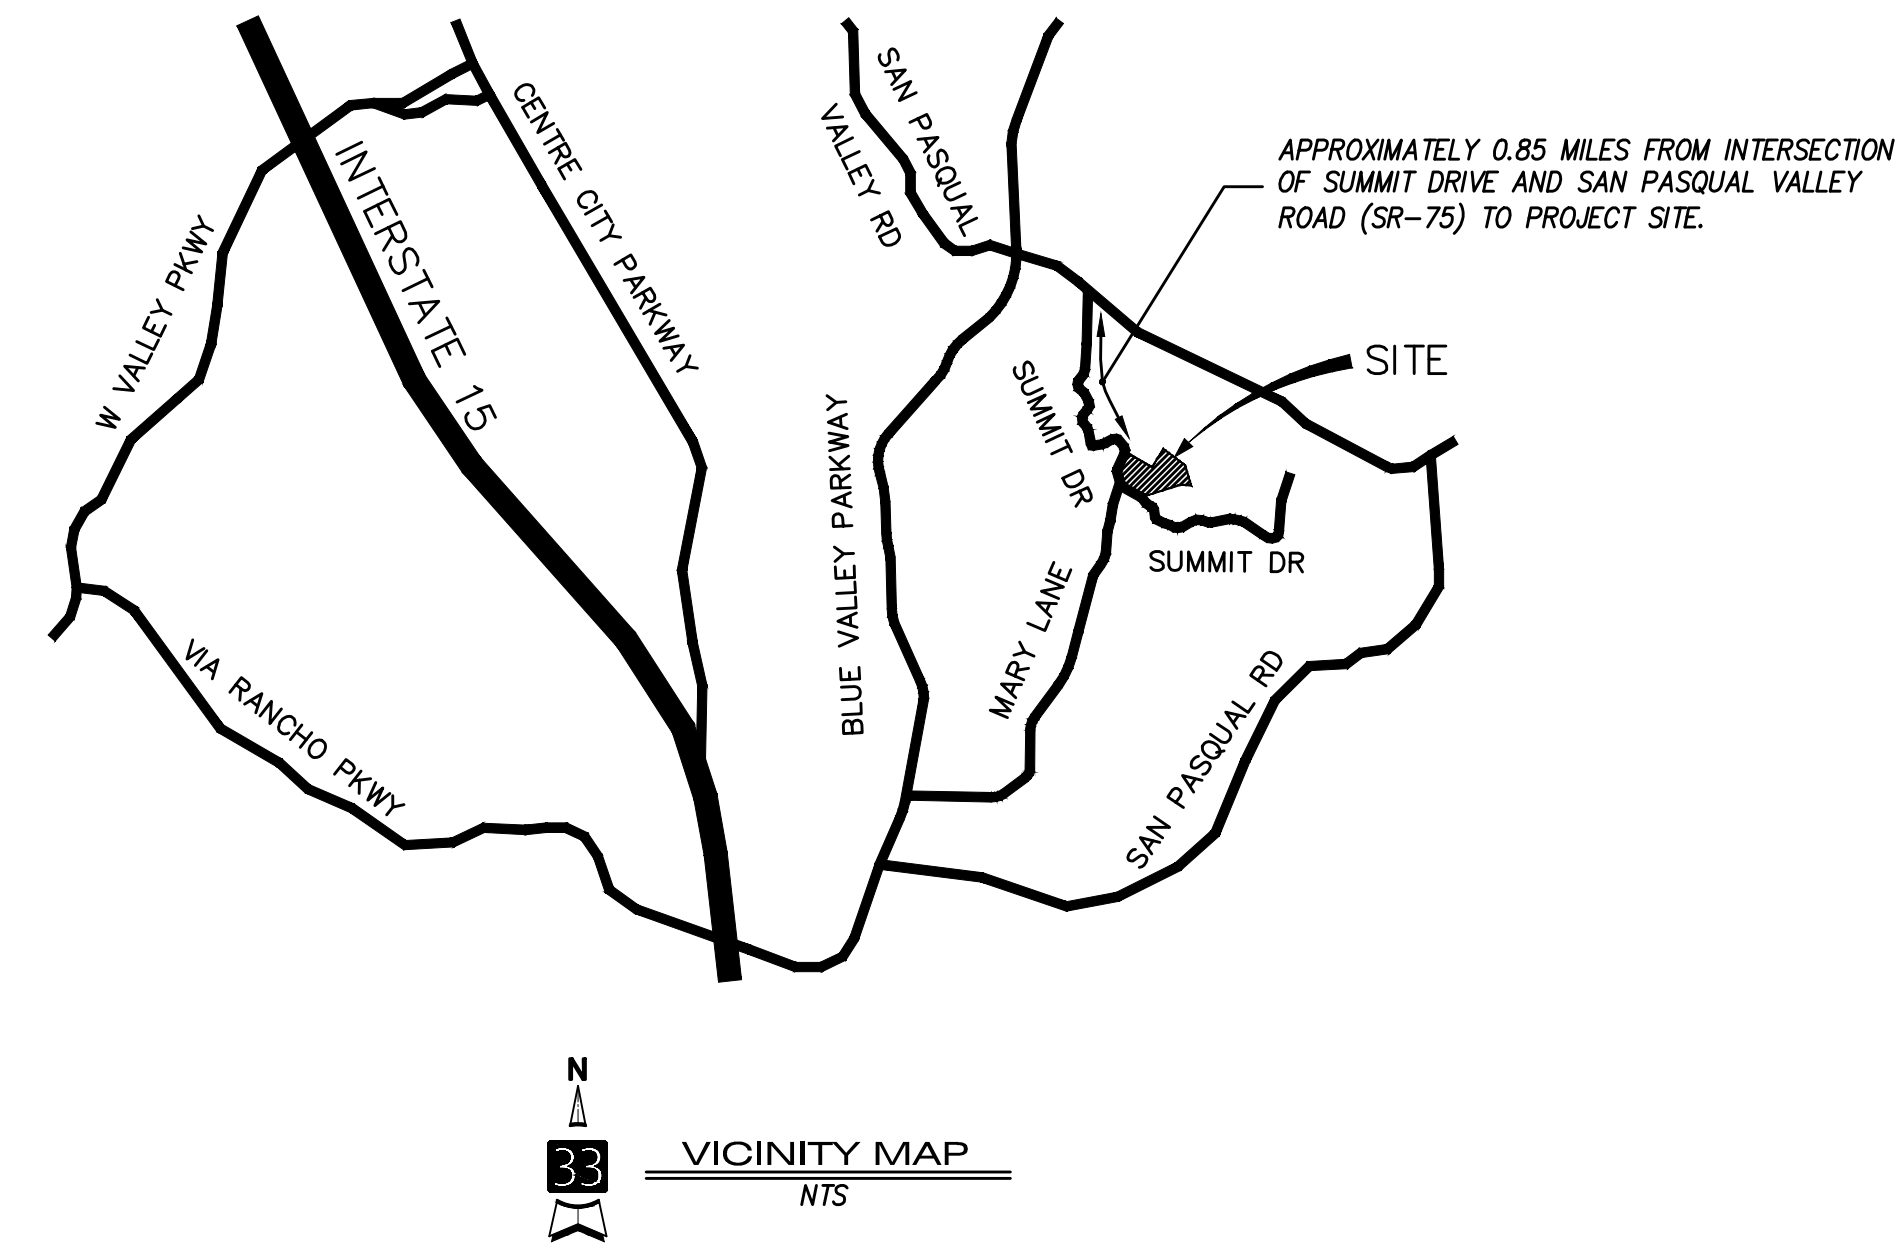 SAN PASQUAL
VALLEY RD
CENTRE CITY PARKWAY
INTERSTATE 15
W VALLEY PKWY
APPROXIMATELY 0.85 MILES FROM INTERSECTION
OF SUMMIT DRIVE AND SAN PASQUAL VALLEY
ROAD (SR-75) TO PROJECT SITE.
SITE
SUMMIT DR
BLUE VALLEY PARKWAY
SUMMIT DR
MARY LANE
VIA RANCHO PKWY
SAN PASQUAL RD
N
33
VICINITY MAP
NTS